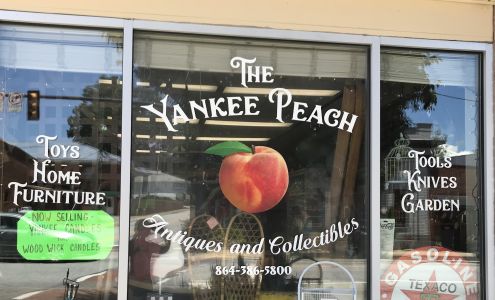 The
Yankee Peach
Toys
Home
Furniture
NOW SELLING
YANKEE CANDLES
WOOD WICK CANDLES
Antiques and Collectibles
864-386-5800
Tools
Knives
Garden
GASOLINE
TEXACO